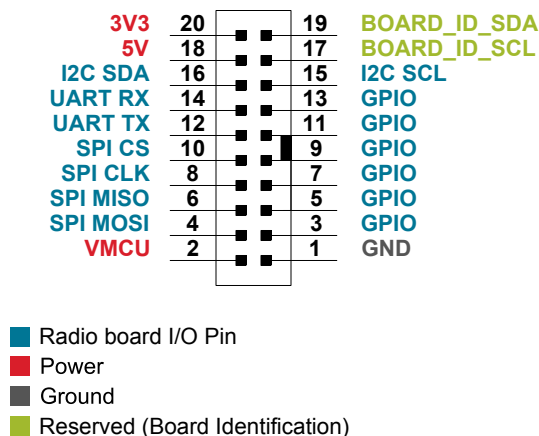 3V3 20 19 BOARD_ID_SDA
5V 18 17 BOARD_ID_SCL
I2C SDA 16 15 I2C SCL
UART RX 14 13 GPIO
UART TX 12 11 GPIO
SPI CS 10 9 GPIO
SPI CLK 8 7 GPIO
SPI MISO 6 5 GPIO
SPI MOSI 4 3 GPIO
VMCU 2 1 GND
Radio board I/O Pin
Power
Ground
Reserved (Board Identification)